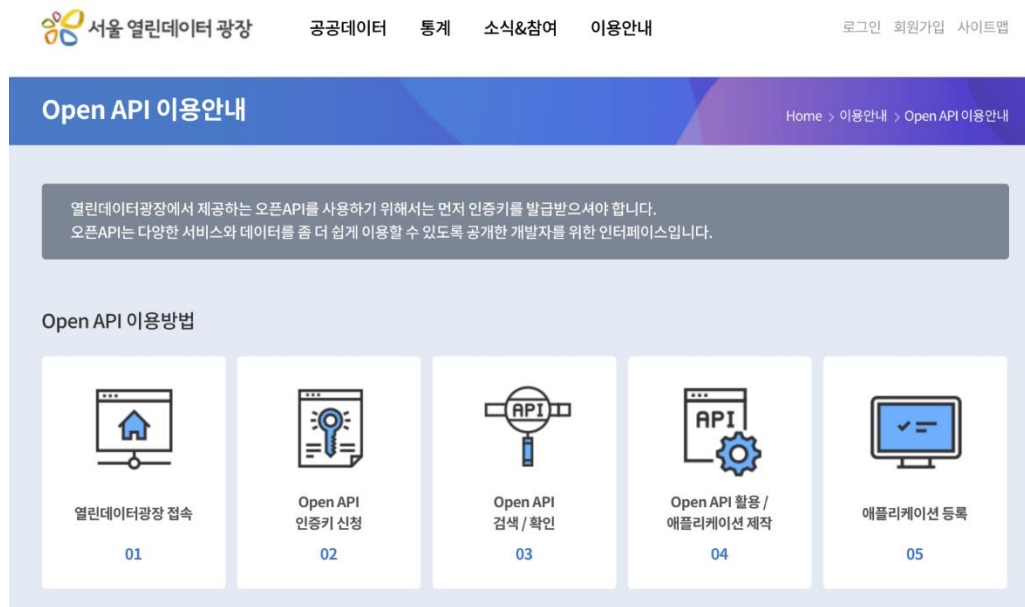 서울 열린데이터 광장 공공데이터 통계 소식&참여 이용안내 로그인 회원가입 사이트맵
Open API 이용안내
Home > 이용안내 > Open API 이용안내
열린데이터광장에서 제공하는 오픈API를 사용하기 위해서는 먼저 인증키를 발급받으셔야 합니다.
오픈API는 다양한 서비스와 데이터를 좀 더 쉽게 이용할 수 있도록 공개한 개발자를 위한 인터페이스입니다.
Open API 이용방법
열린데이터광장 접속
01
Open API
인증키 신청
02
API
Open API
검색 / 확인
03
API
Open API 활용 /
애플리케이션 제작
04
애플리케이션 등록
05